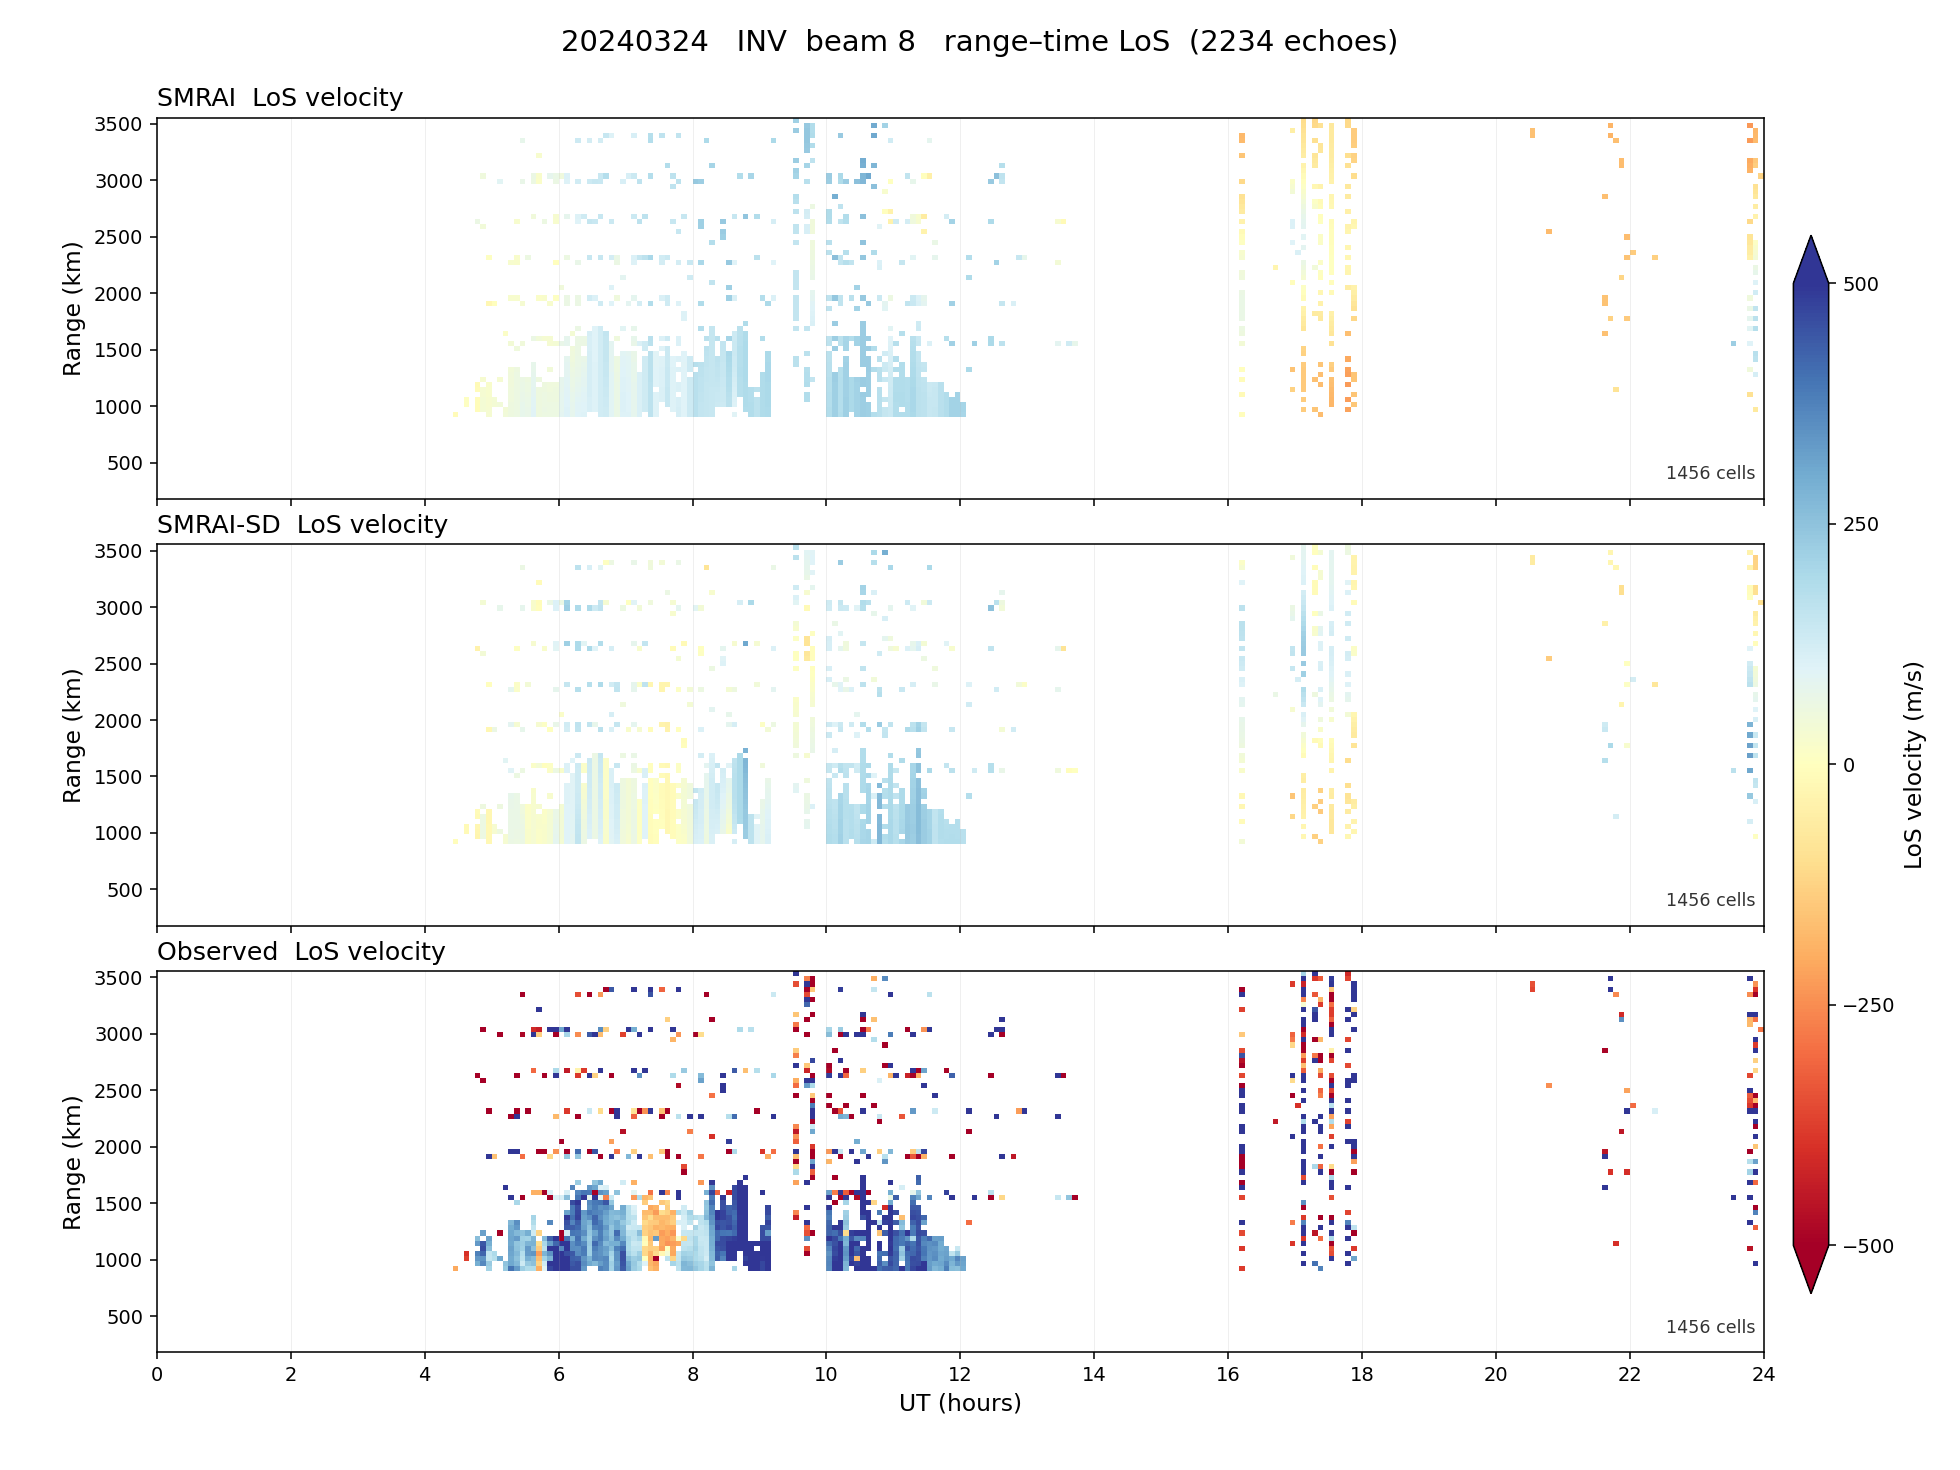 20240324   INV  beam 8   range–time LoS  (2234 echoes)
SMRAI  LoS velocity
3500
3000
2500
2000
1500
1000
500
Range (km)
1456 cells
SMRAI-SD  LoS velocity
3500
3000
2500
2000
1500
1000
500
Range (km)
1456 cells
Observed  LoS velocity
3500
3000
2500
2000
1500
1000
500
Range (km)
1456 cells
0 2 4 6 8 10 12 14 16 18 20 22 24
UT (hours)
500
250
0
−250
−500
LoS velocity (m/s)